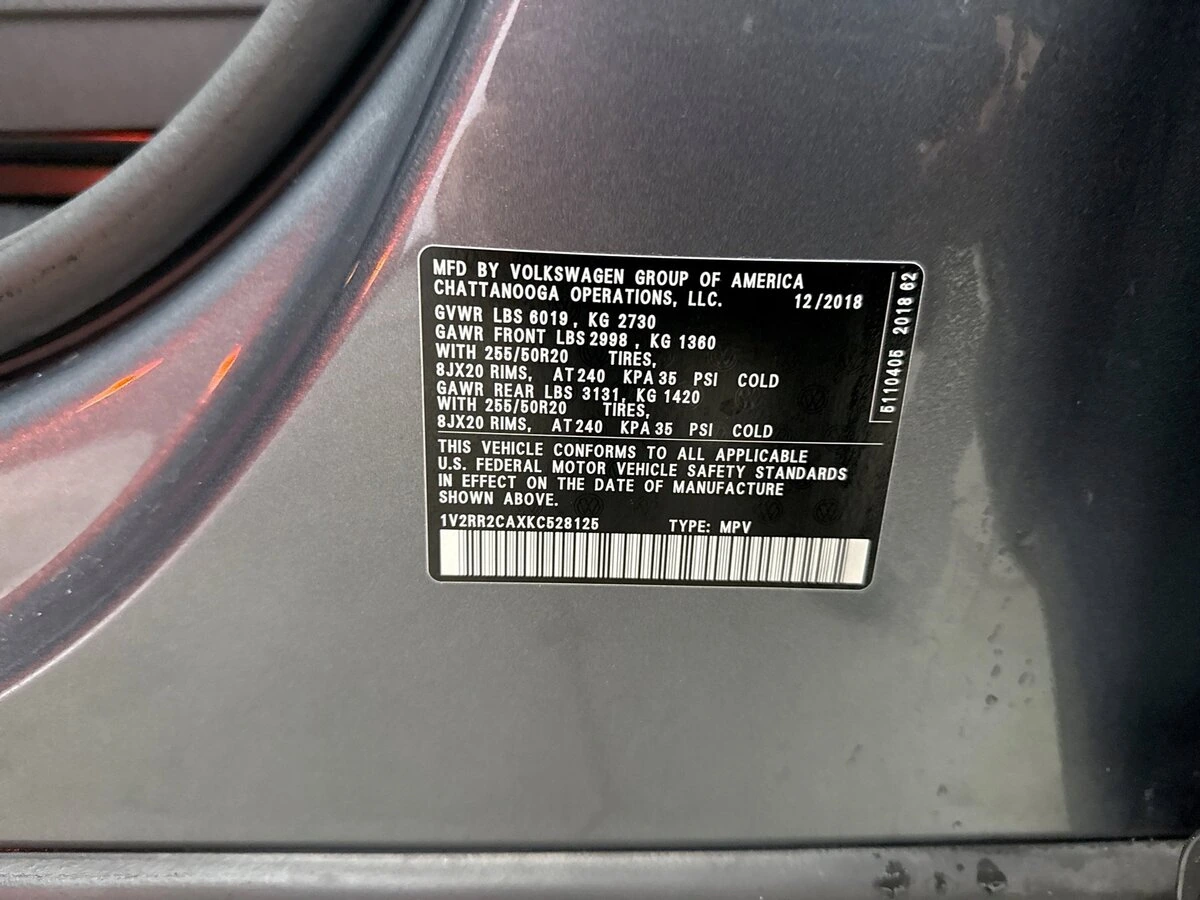 MFD BY VOLKSWAGEN GROUP OF AMERICA
CHATTANOOGA OPERATIONS, LLC. 12/2018
GVWR LBS 6019, KG 2730
GAWR FRONT LBS 2998, KG 1360
WITH 255/50R20 TIRES,
8JX20 RIMS, AT 240 KPA 35 PSI COLD
GAWR REAR LBS 3131, KG 1420
WITH 255/50R20 TIRES,
8JX20 RIMS, AT 240 KPA 35 PSI COLD
THIS VEHICLE CONFORMS TO ALL APPLICABLE
U.S. FEDERAL MOTOR VEHICLE SAFETY STANDARDS
IN EFFECT ON THE DATE OF MANUFACTURE
SHOWN ABOVE.
1V2RR2CAXKC528125 TYPE: MPV
5110405 2018 62